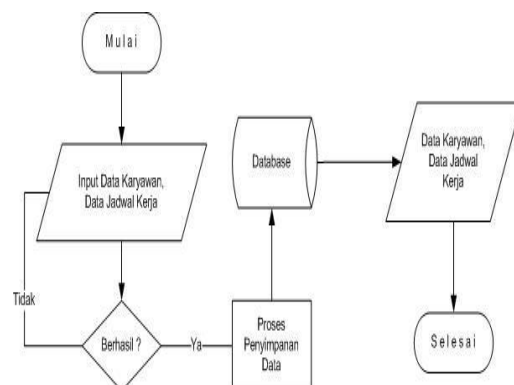 Mulai
Input Data Karyawan,
Data Jadwal Kerja
Tidak
Berhasil ?
Ya
Proses
Penyimpanan
Data
Database
Data Karyawan,
Data Jadwal
Kerja
Selesai